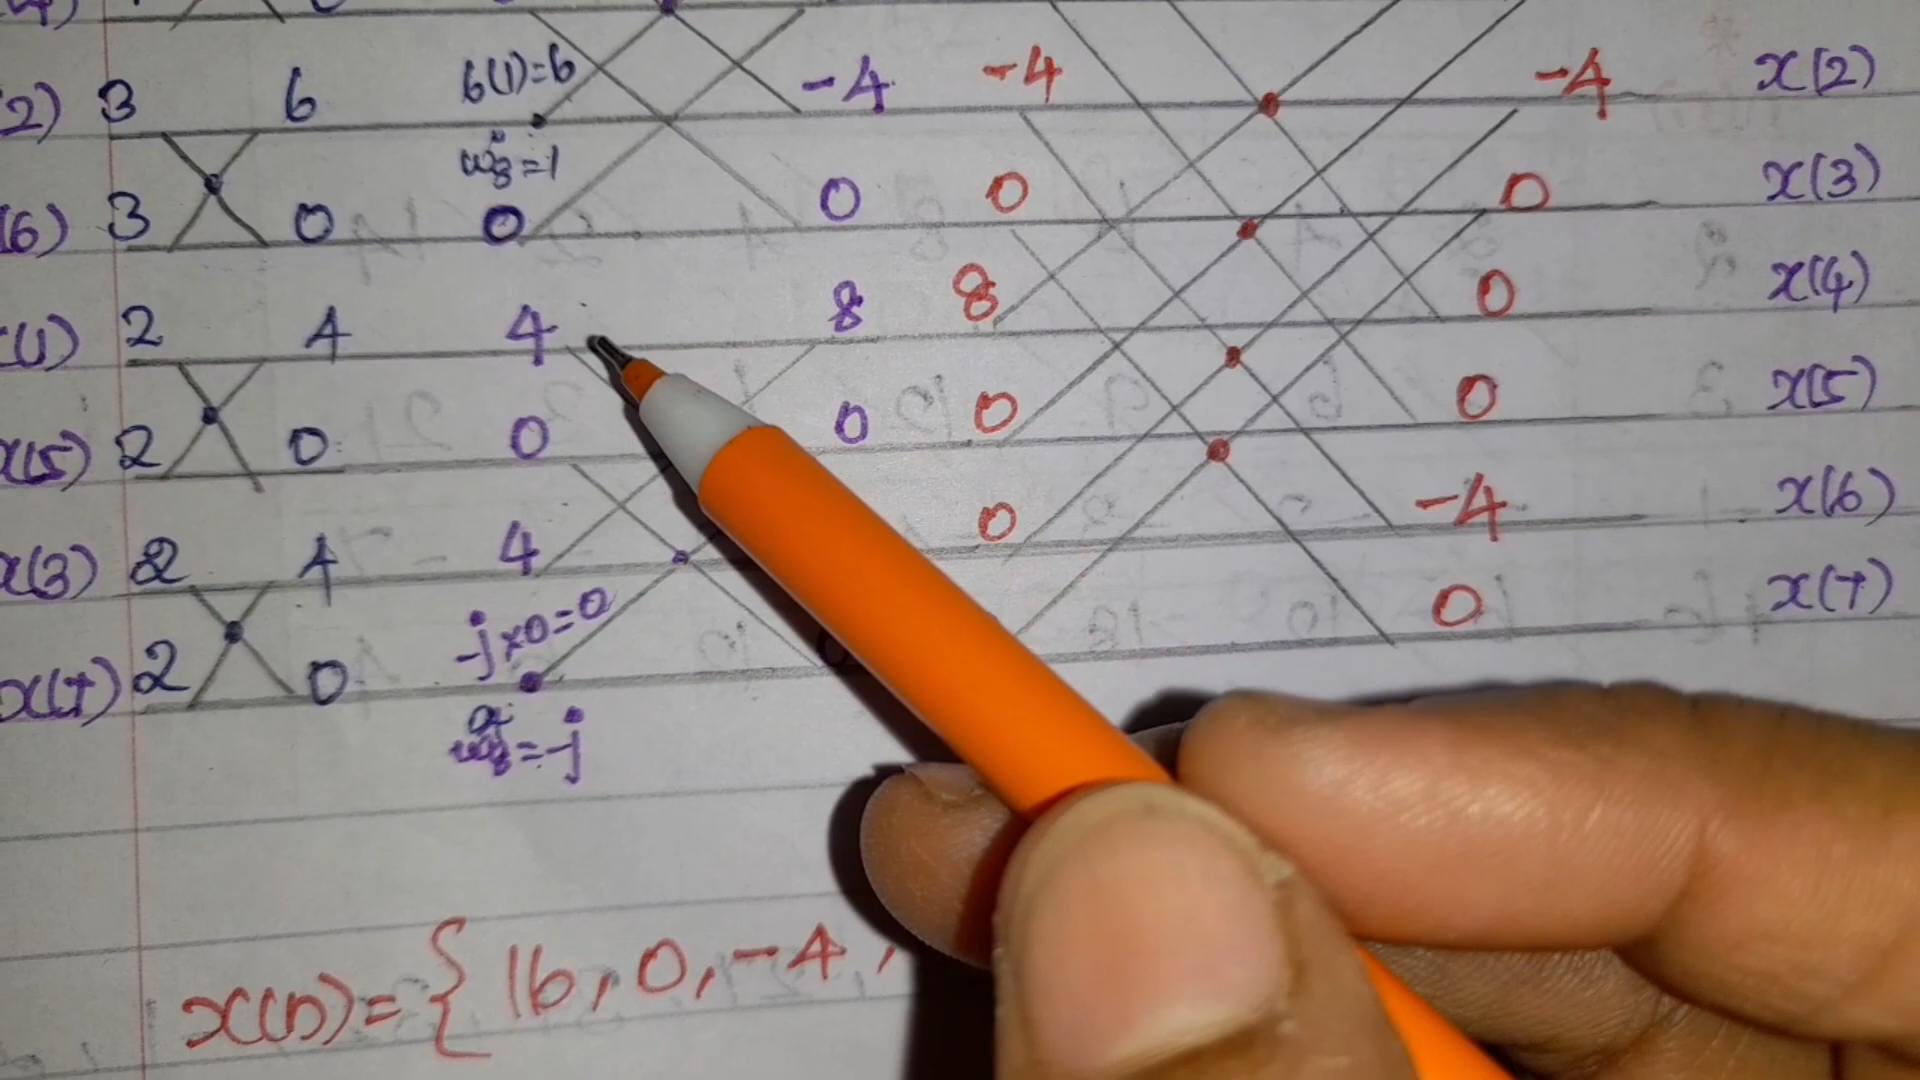 6(1)=6 -4 -4 -4 x(2)
2) 3 6
w8=1 0 0 0 x(3)
(6) 3 0 0
8 8 0 x(4)
(1) 2 4 4
0 0 0 x(5)
x(5) 2 0 0
0 -4 x(6)
x(3) 2 4 4
-j×0=0 0 x(7)
x(7) 2 0
w8=-j
x(n)={16,0,-4,